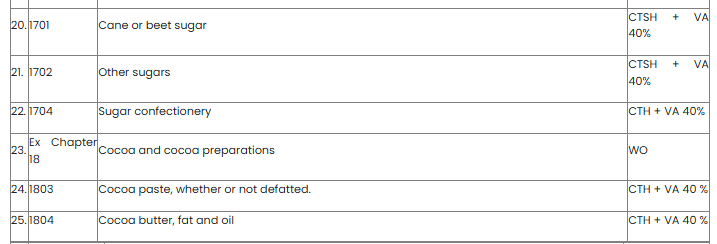 20. 1701 Cane or beet sugar CTSH + VA
40%
21. 1702 Other sugars CTSH + VA
40%
22. 1704 Sugar confectionery CTH + VA 40%
23. Ex Chapter
18 Cocoa and cocoa preparations WO
24. 1803 Cocoa paste, whether or not defatted. CTH + VA 40 %
25. 1804 Cocoa butter, fat and oil CTH + VA 40 %